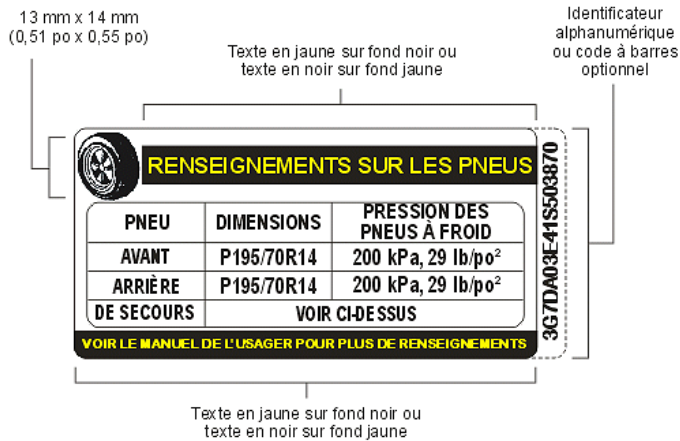 13 mm x 14 mm
(0,51 po x 0,55 po)
Texte en jaune sur fond noir ou
texte en noir sur fond jaune
Identificateur
alphanumérique
ou code à barres
optionnel
RENSEIGNEMENTS SUR LES PNEUS
PNEU DIMENSIONS PRESSION DES
PNEUS À FROID
AVANT P195/70R14 200 kPa, 29 lb/po²
ARRIÈRE P195/70R14 200 kPa, 29 lb/po²
DE SECOURS VOIR CI-DESSUS
VOIR LE MANUEL DE L'USAGER POUR PLUS DE RENSEIGNEMENTS
3G7DA03E41S503870
Texte en jaune sur fond noir ou
texte en noir sur fond jaune